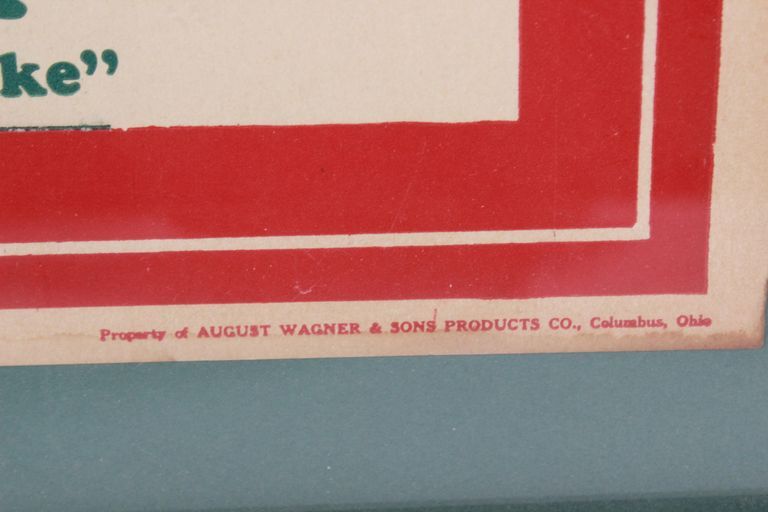 ke”
Property of AUGUST WAGNER & SONS PRODUCTS CO., Columbus, Ohio